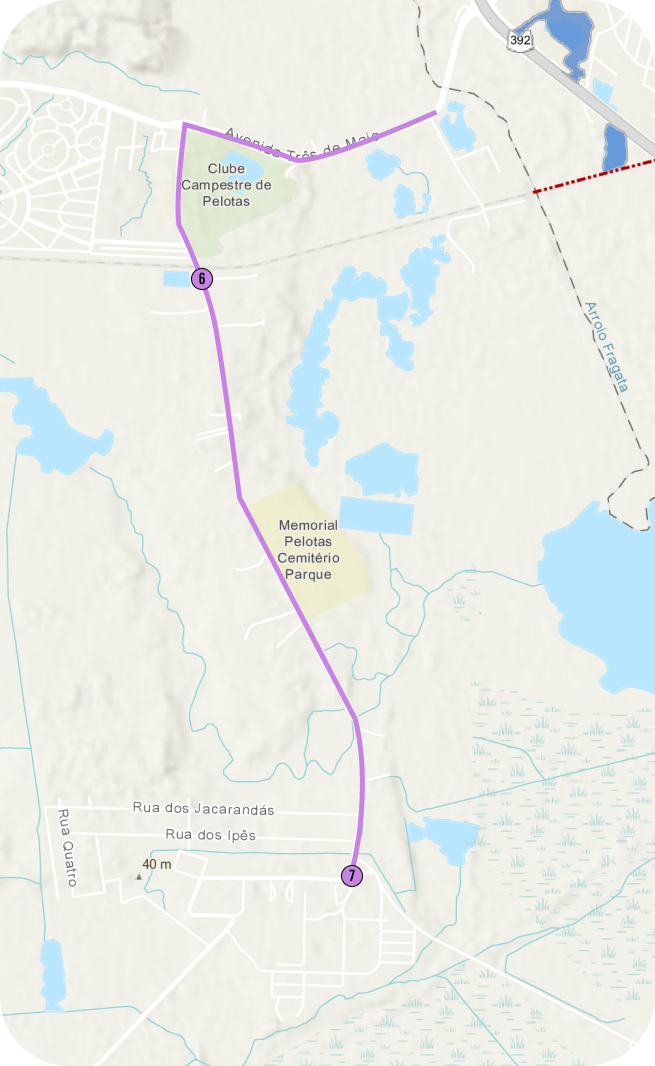 392
Avenida Três de Maio
Clube
Campestre de
Pelotas
6
Arroio Fragata
Memorial
Pelotas
Cemitério
Parque
Rua dos Jacarandás
Rua dos Ipês
Rua Quatro
40 m
7